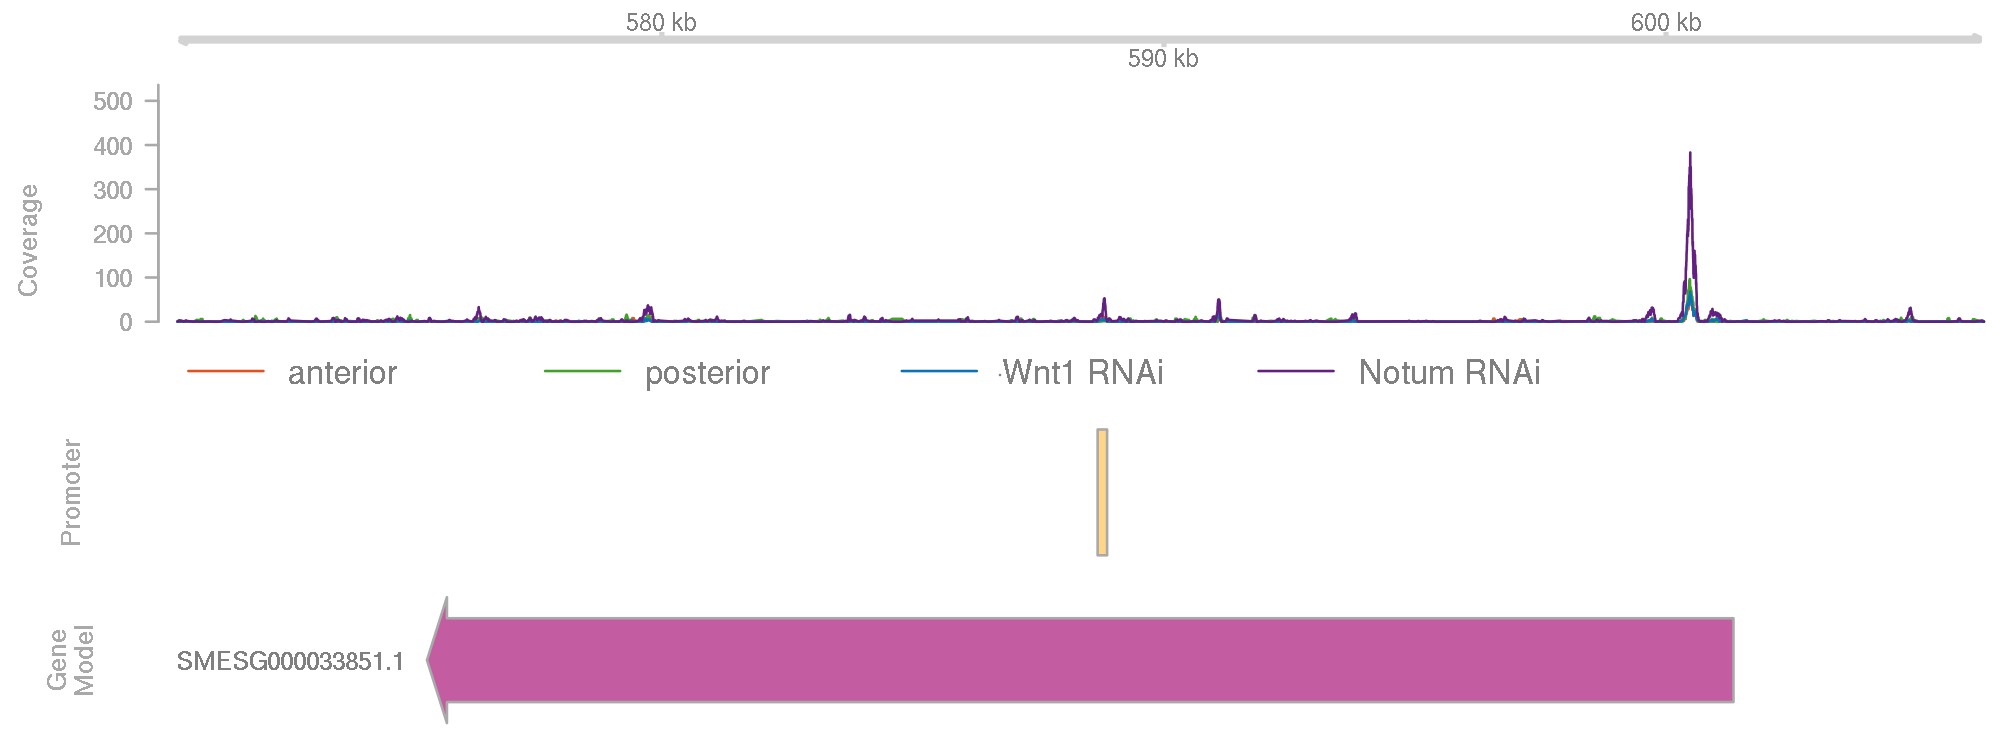 580 kb
600 kb
590 kb
500
400
300
200
100
0
Coverage
anterior posterior Wnt1 RNAi Notum RNAi
Promoter
Gene
Model
SMESG000033851.1